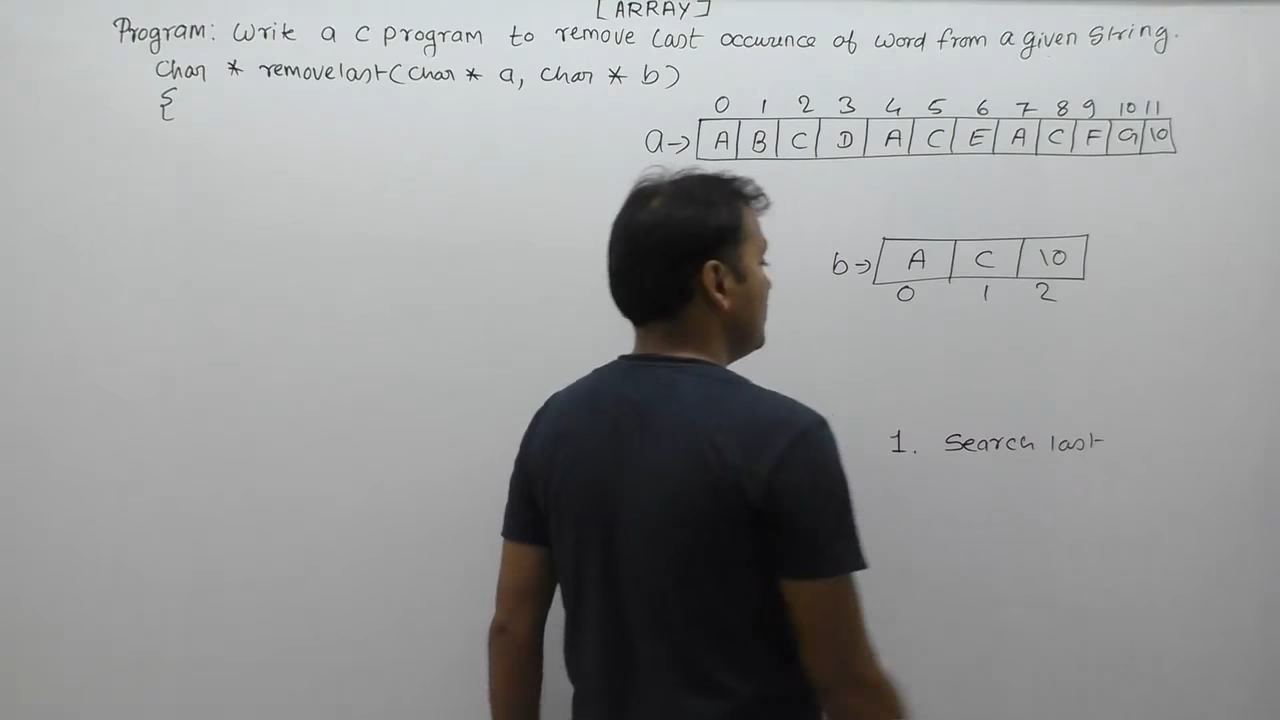 [ARRAY]
Program: Write a C program to remove last occurence of word from a given string.
char * removelast(char * a, char * b)
{
0 1 2 3 4 5 6 7 8 9 10 11
a→ A B C D A C E A C F G \0
b→ A C \0
0 1 2
1. Search last